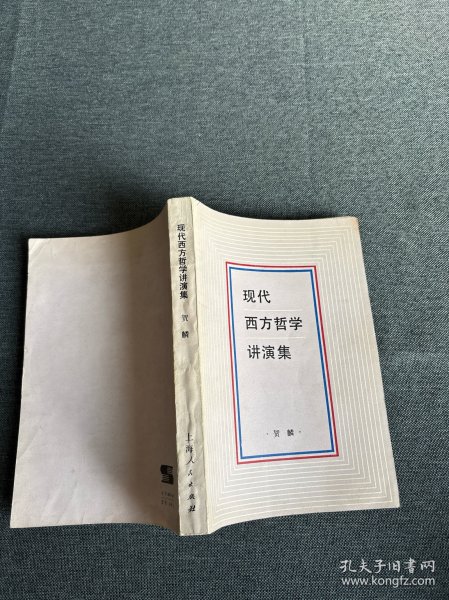 现代西方哲学讲演集 贺 麟
上海人民出版社
现代
西方哲学
讲演集
·贺 麟·
孔夫子旧书网
www.kongfz.com